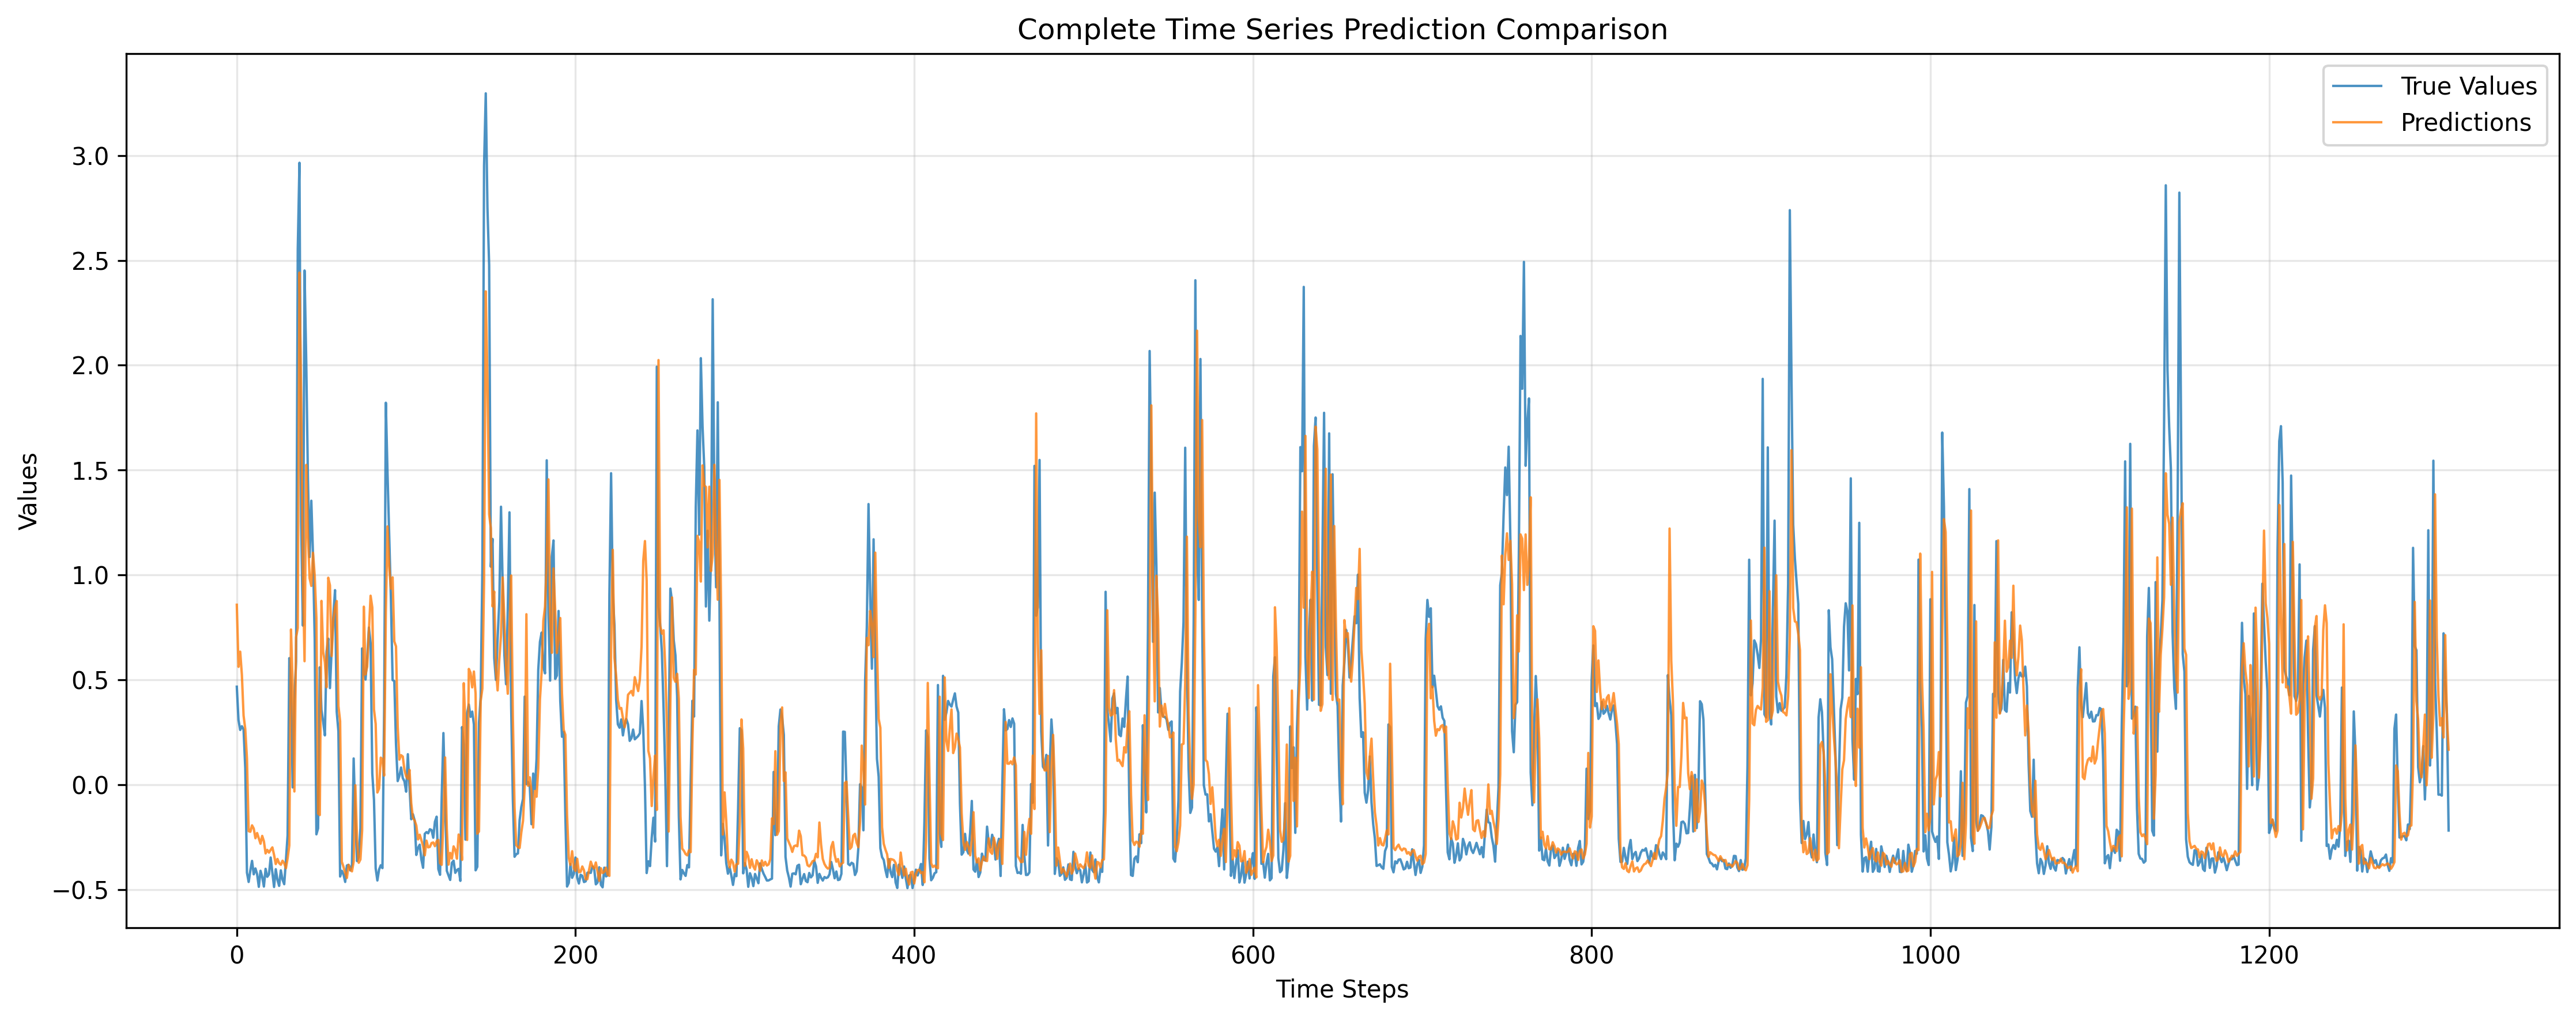 Complete Time Series Prediction Comparison
True Values
Predictions
Values
3.0
2.5
2.0
1.5
1.0
0.5
0.0
−0.5
0 200 400 600 800 1000 1200
Time Steps